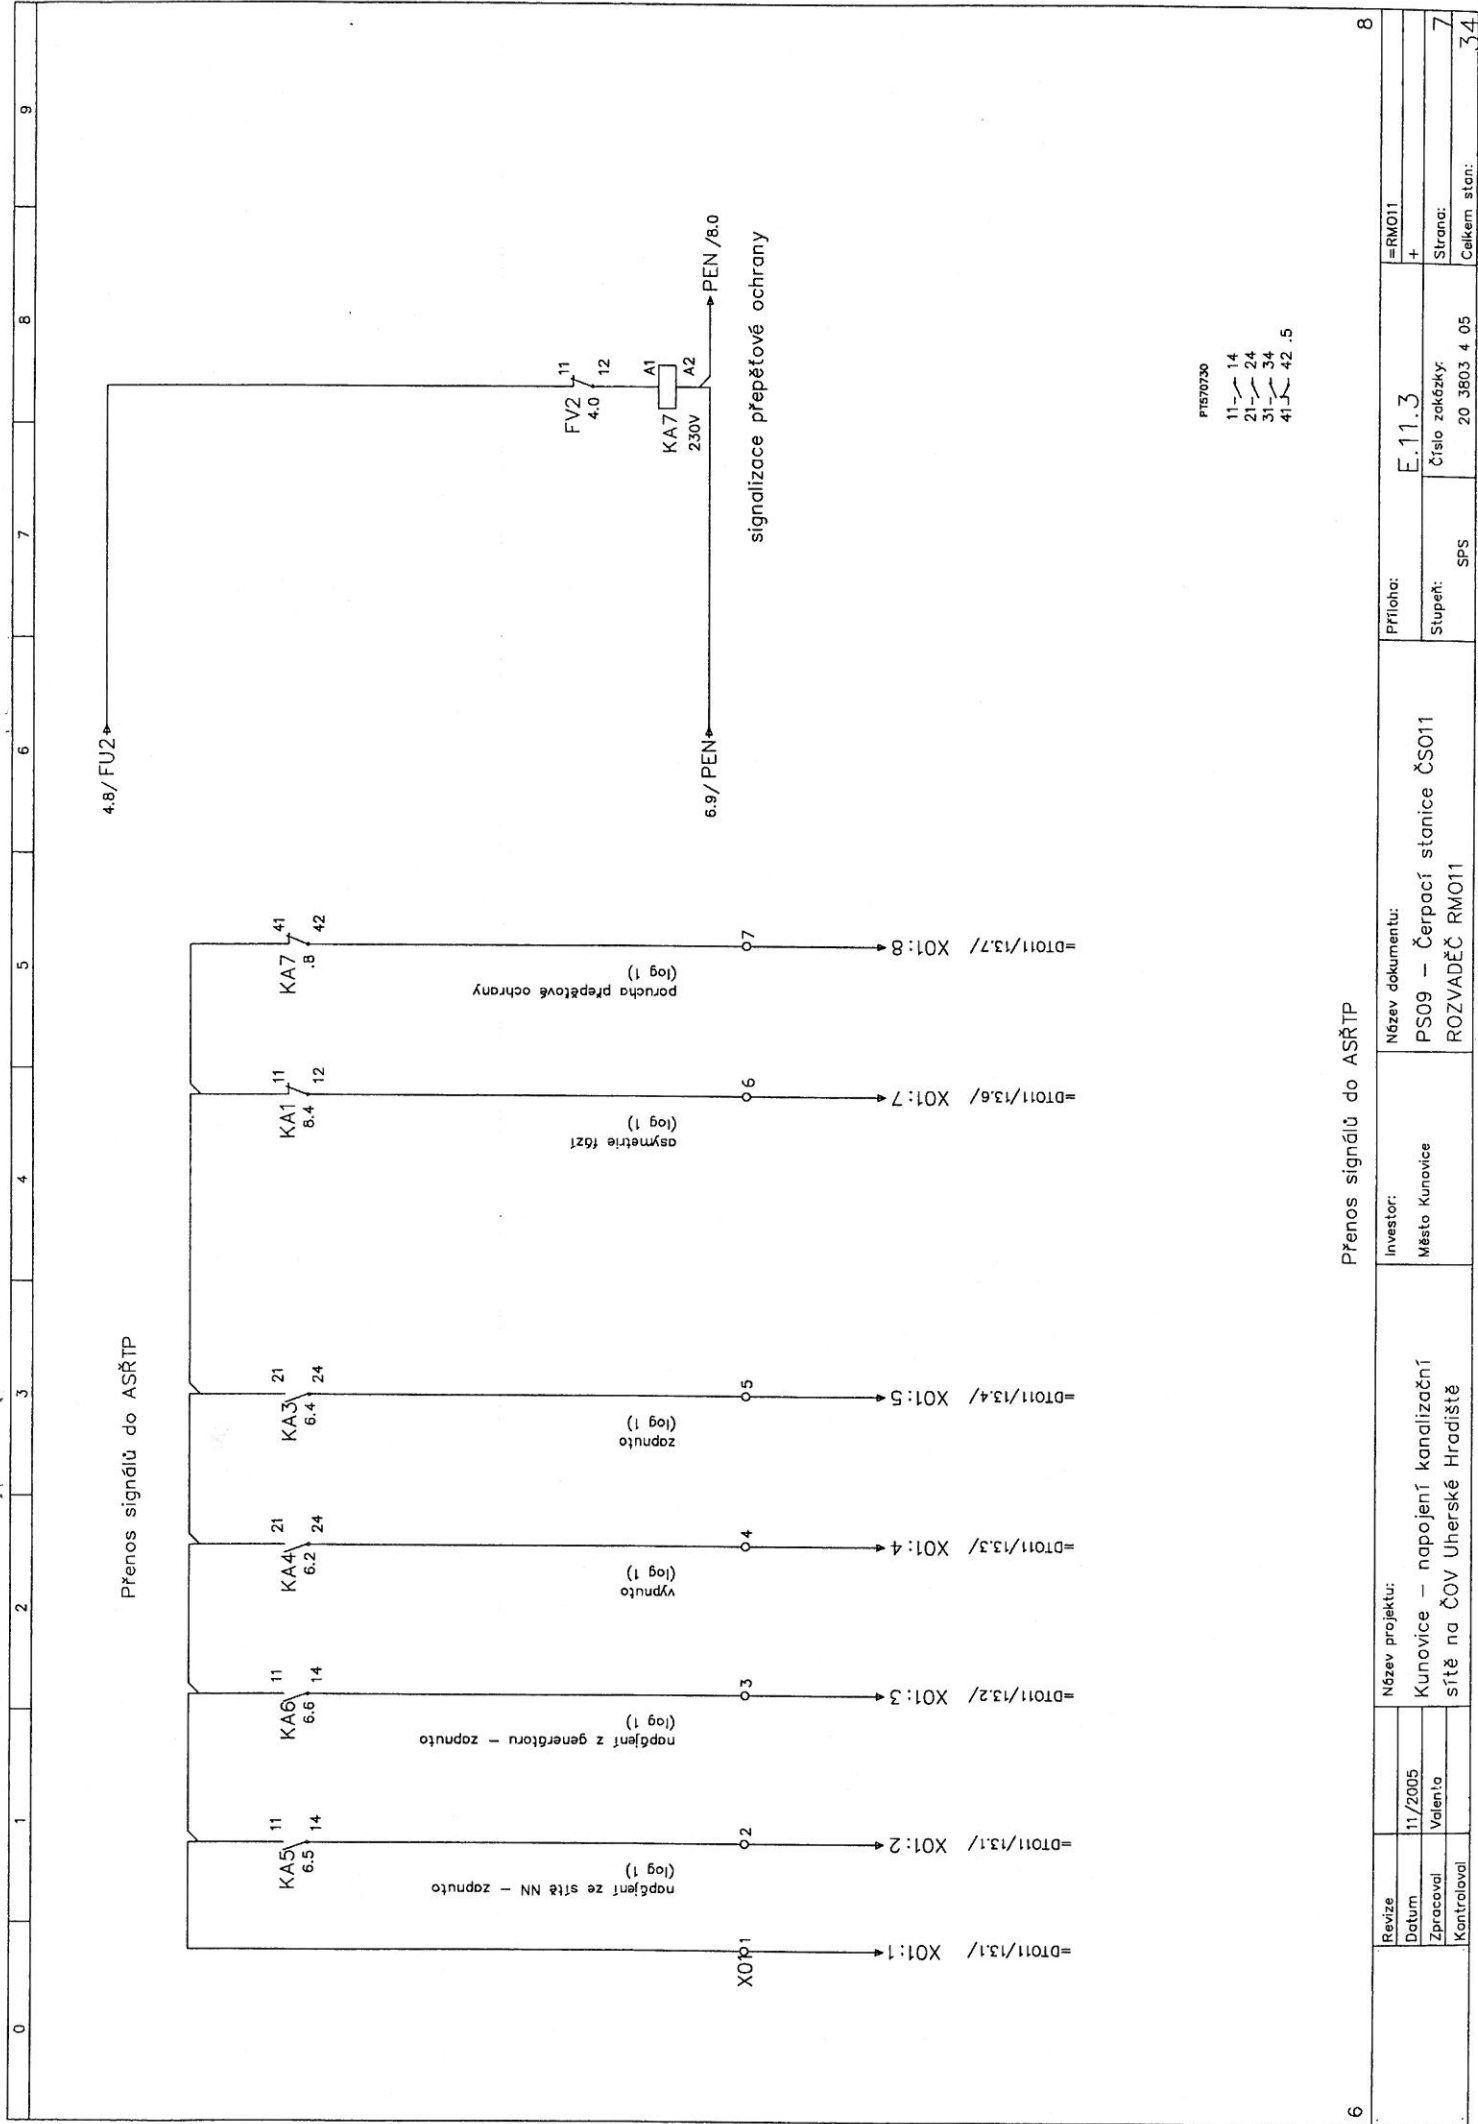 0 1 2 3 4 5 6 7 8 9
Přenos signálů do ASŘTP
4.8/ FU2
6.9/ PEN
PEN /8.0
FV2
4.0
11
12
KA7
230V
A1
A2
signalizace přepěťové ochrany
PT570730
11 14
21 24
31 34
41 42 .5
X01
1
=DT011/13.1/ X01:1
KA5
6.5
11
14
napájení ze sítě NN – zapnuto
(log 1)
2
=DT011/13.1/ X01:2
KA6
6.6
11
14
napájení z generátoru – zapnuto
(log 1)
3
=DT011/13.2/ X01:3
KA4
6.2
21
24
vypnuto
(log 1)
4
=DT011/13.3/ X01:4
KA3
6.4
21
24
zapnuto
(log 1)
5
=DT011/13.4/ X01:5
KA1
8.4
11
12
asymetrie fází
(log 1)
6
=DT011/13.6/ X01:7
KA7
.8
41
42
porucha přepěťové ochrany
(log 1)
7
=DT011/13.7/ X01:8
Přenos signálů do ASŘTP
6
8
Revize
Datum 11/2005
Zpracoval Valenta
Kontroloval
Název projektu:
Kunovice – napojení kanalizační
sítě na ČOV Uherské Hradiště
Investor:
Město Kunovice
Název dokumentu:
PS09 – Čerpací stanice ČS011
ROZVADĚČ RM011
Příloha:
E.11.3
Stupeň:
SPS
Číslo zakázky:
20 3803 4 05
=RM011
+
Strana: 7
Celkem stan: 34